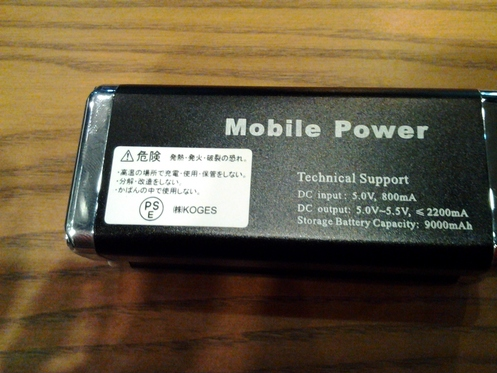 Mobile Power
⚠危険 発熱・発火・破裂の恐れ。
・高温の場所で充電・使用・保管をしない。
・分解・改造をしない。
・かばんの中で使用しない。
PSE ㈱KOGES
Technical Support
DC input: 5.0V, 800mA
DC output: 5.0V~5.5V, ≤2200mA
Storage Battery Capacity: 9000mAh